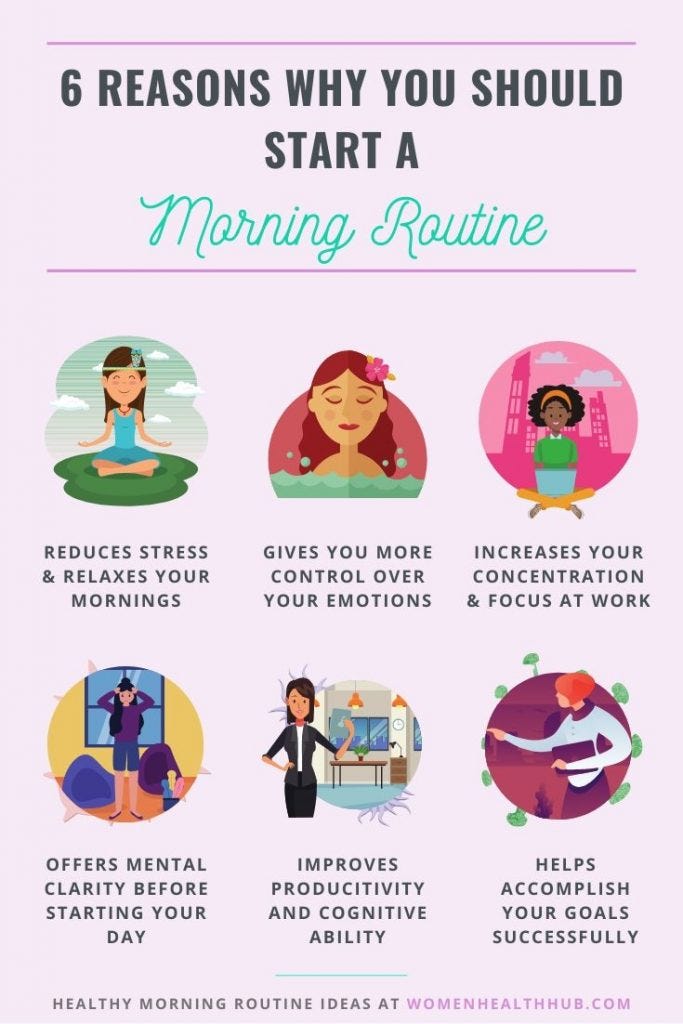 6 REASONS WHY YOU SHOULD
START A
Morning Routine
REDUCES STRESS
& RELAXES YOUR
MORNINGS
GIVES YOU MORE
CONTROL OVER
YOUR EMOTIONS
INCREASES YOUR
CONCENTRATION
& FOCUS AT WORK
OFFERS MENTAL
CLARITY BEFORE
STARTING YOUR
DAY
IMPROVES
PRODUCITIVITY
AND COGNITIVE
ABILITY
HELPS
ACCOMPLISH
YOUR GOALS
SUCCESSFULLY
HEALTHY MORNING ROUTINE IDEAS AT WOMENHEALTHHUB.COM